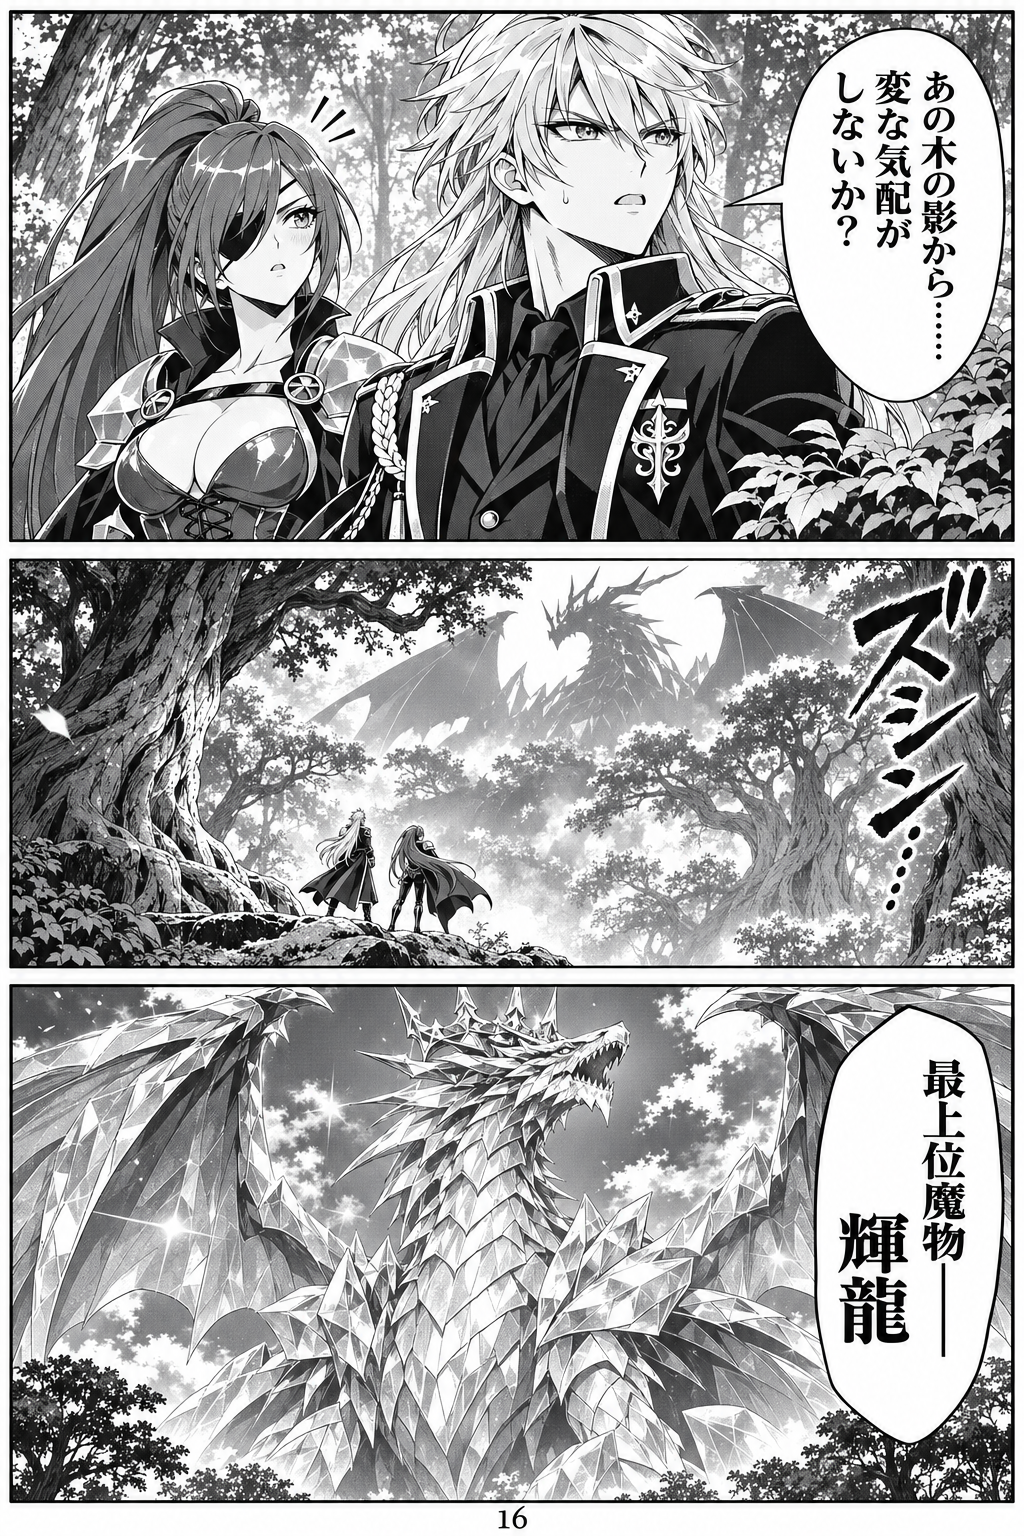 あの木の影から……
変な気配が
しないか？
ズシン…
最上位魔物――
輝龍
16